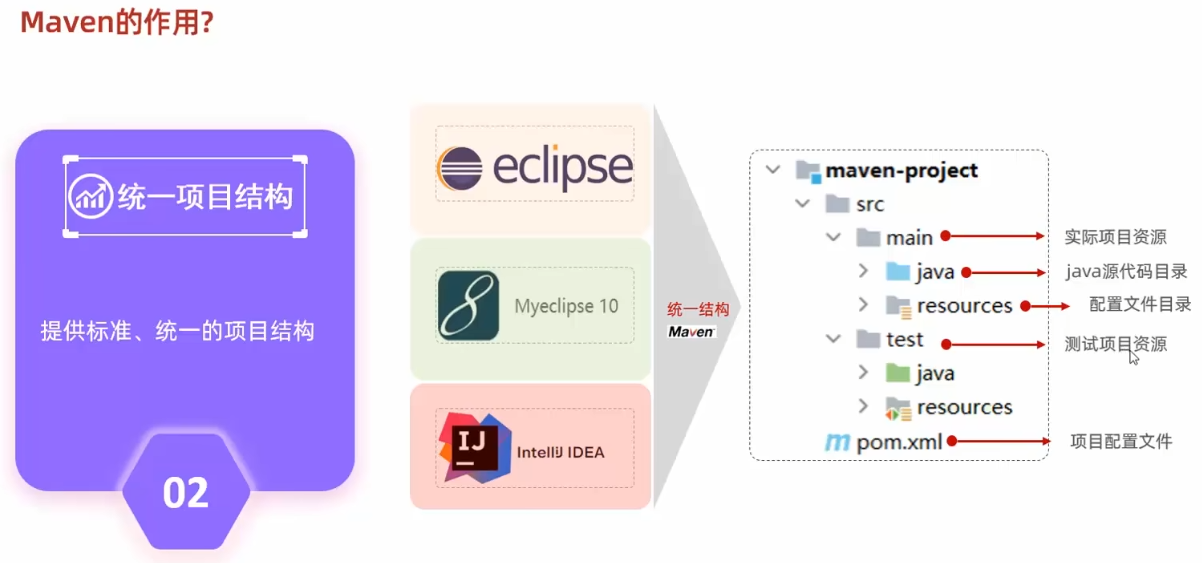 Maven的作用?
统一项目结构
提供标准、统一的项目结构
02
eclipse
Myeclipse 10
IJ
IntelliJ IDEA
统一结构
Maven
maven-project
src
main
实际项目资源
java
java源代码目录
resources
配置文件目录
test
测试项目资源
java
resources
pom.xml
项目配置文件